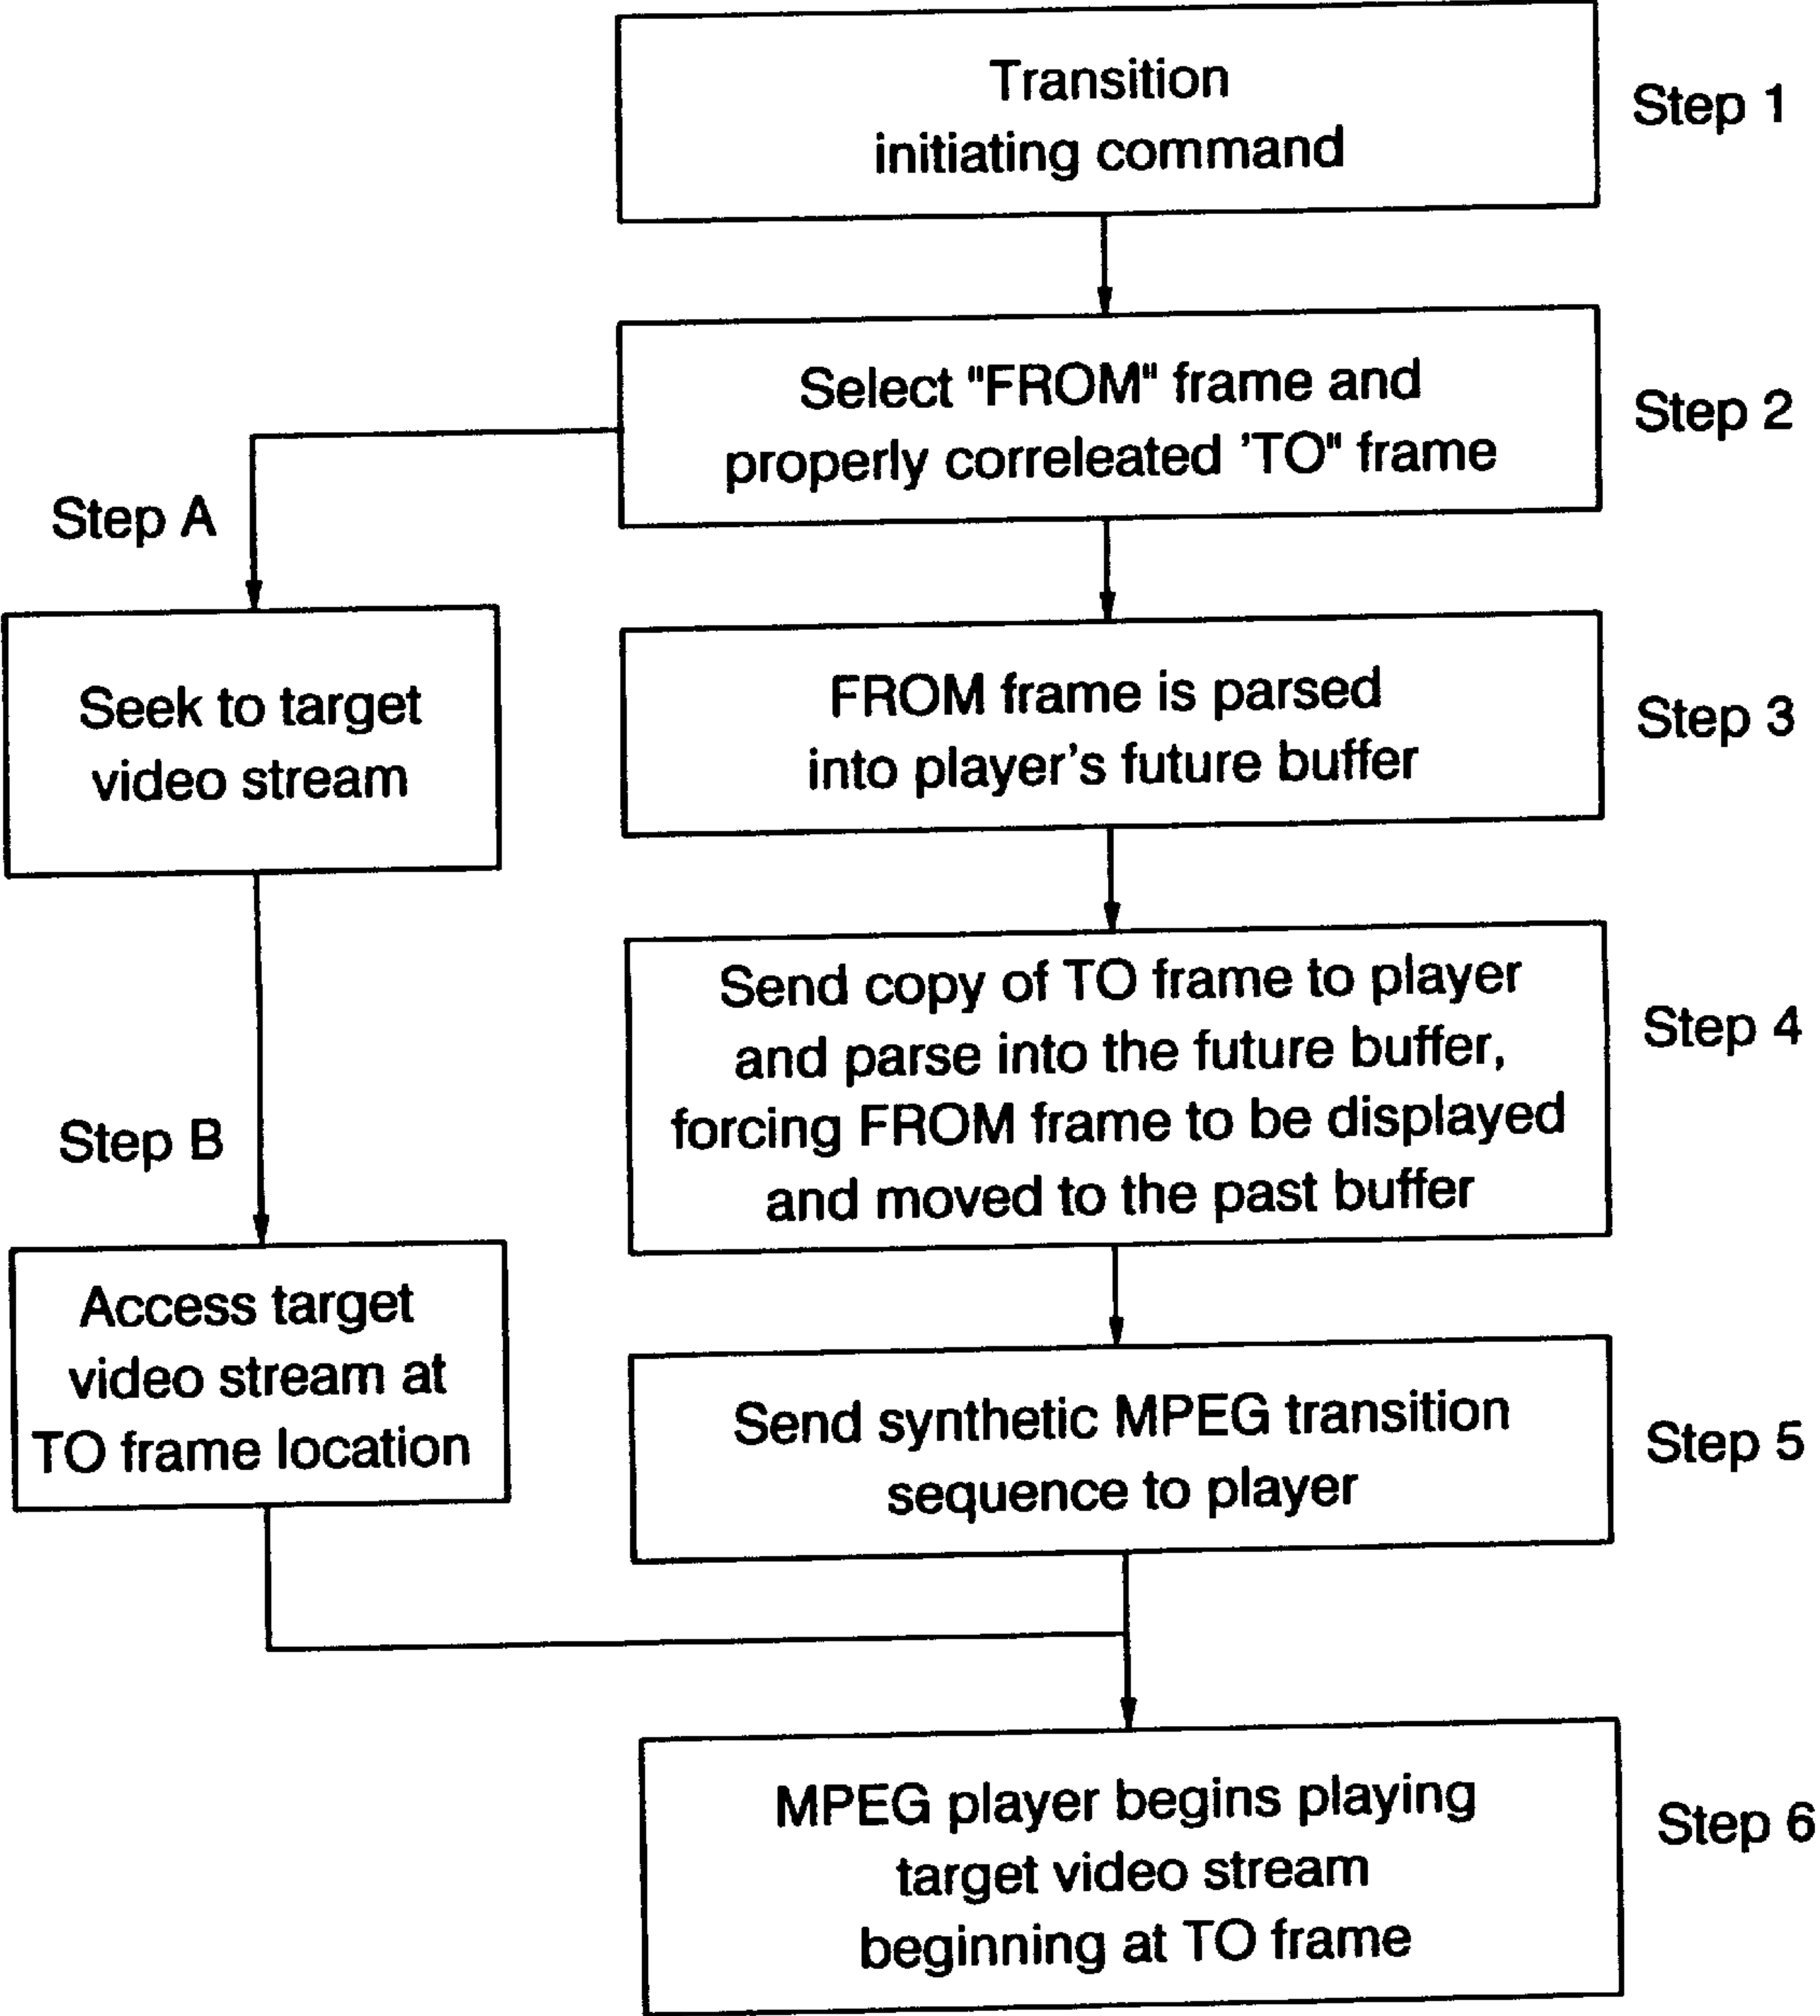 Transition
initiating command
Step 1
Select "FROM" frame and
properly correleated 'TO" frame
Step 2
Step A
Seek to target
video stream
FROM frame is parsed
into player's future buffer
Step 3
Send copy of TO frame to player
and parse into the future buffer,
forcing FROM frame to be displayed
and moved to the past buffer
Step 4
Step B
Access target
video stream at
TO frame location
Send synthetic MPEG transition
sequence to player
Step 5
MPEG player begins playing
target video stream
beginning at TO frame
Step 6